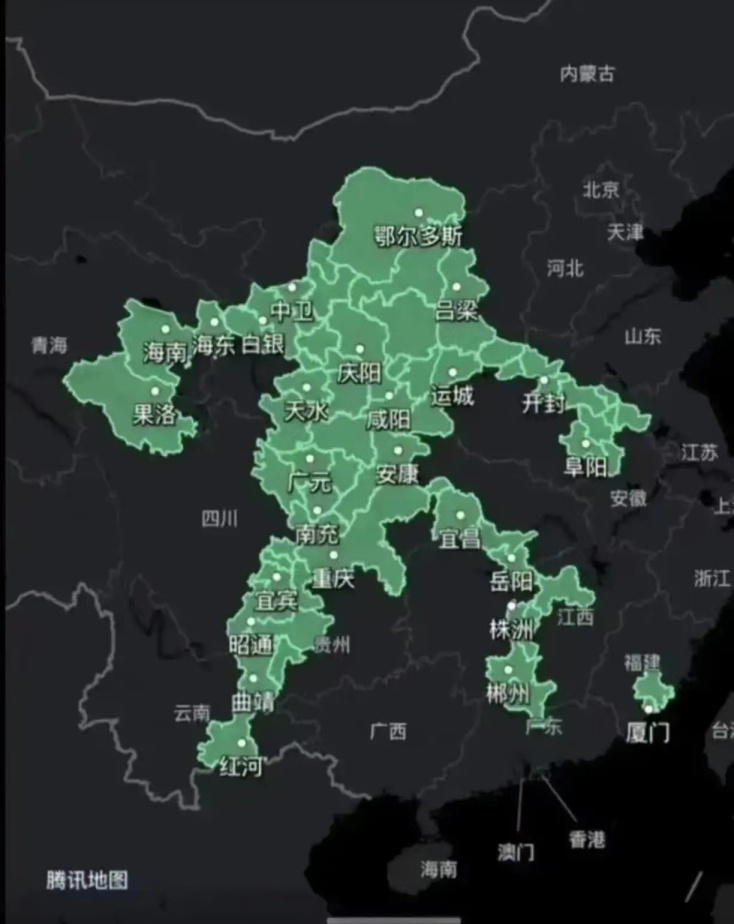 内蒙古
北京
鄂尔多斯
天津
河北
中卫
吕梁
青海
海南
海东
白银
山东
庆阳
天水
运城
咸阳
开封
果洛
江苏
阜阳
广元
安康
安徽
上
四川
南充
宜昌
重庆
岳阳
浙江
宜宾
江西
昭通
贵州
株洲
福建
曲靖
郴州
云南
广东
广西
厦门
台
红河
香港
澳门
海南
腾讯地图